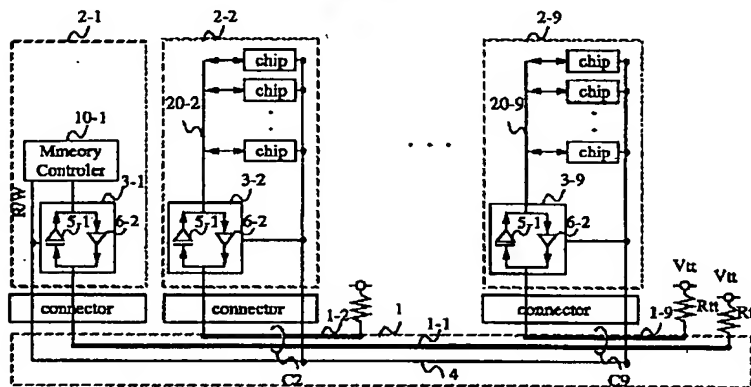 2-1
2-2
2-9
chip
chip
chip
chip
20-2
20-9
10-1
chip
chip
Mmeory
Controler
3-1
3-2
3-9
R/W
5-1
6-2
5-1
6-2
5-1
6-2
Vtt
Vtt
connector
connector
connector
Rtt
1-2
1
1-1
1-9
C2
4
C9